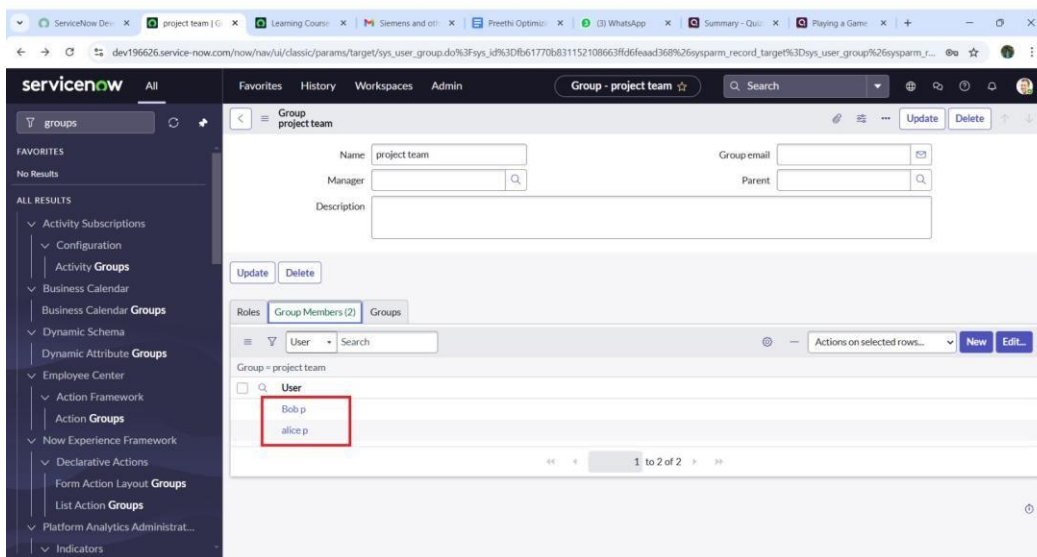 ServiceNow Dev
project team | G
Learning Course
Siemens and oth
Preethi Optimiz
(3) WhatsApp
Summary - Qui
Playing a Game
dev196626.service-now.com/now/nav/ui/classic/params/target/sys_user_group.do%3Fsys_id%3Dfb61770b831152108663ffd6feaad368%26sysparm_record_target%3Dsys_user_group%26sysparm_r...
servicenow All Favorites History Workspaces Admin Group - project team Search
groups
FAVORITES
No Results
ALL RESULTS
Activity Subscriptions
Configuration
Activity Groups
Business Calendar
Business Calendar Groups
Dynamic Schema
Dynamic Attribute Groups
Employee Center
Action Framework
Action Groups
Now Experience Framework
Declarative Actions
Form Action Layout Groups
List Action Groups
Platform Analytics Administrat...
Indicators
Group
project team
Update Delete
Name project team Group email
Manager Parent
Description
Update Delete
Roles Group Members (2) Groups
User Search Actions on selected rows... New Edit...
Group = project team
User
Bob p
alice p
1 to 2 of 2